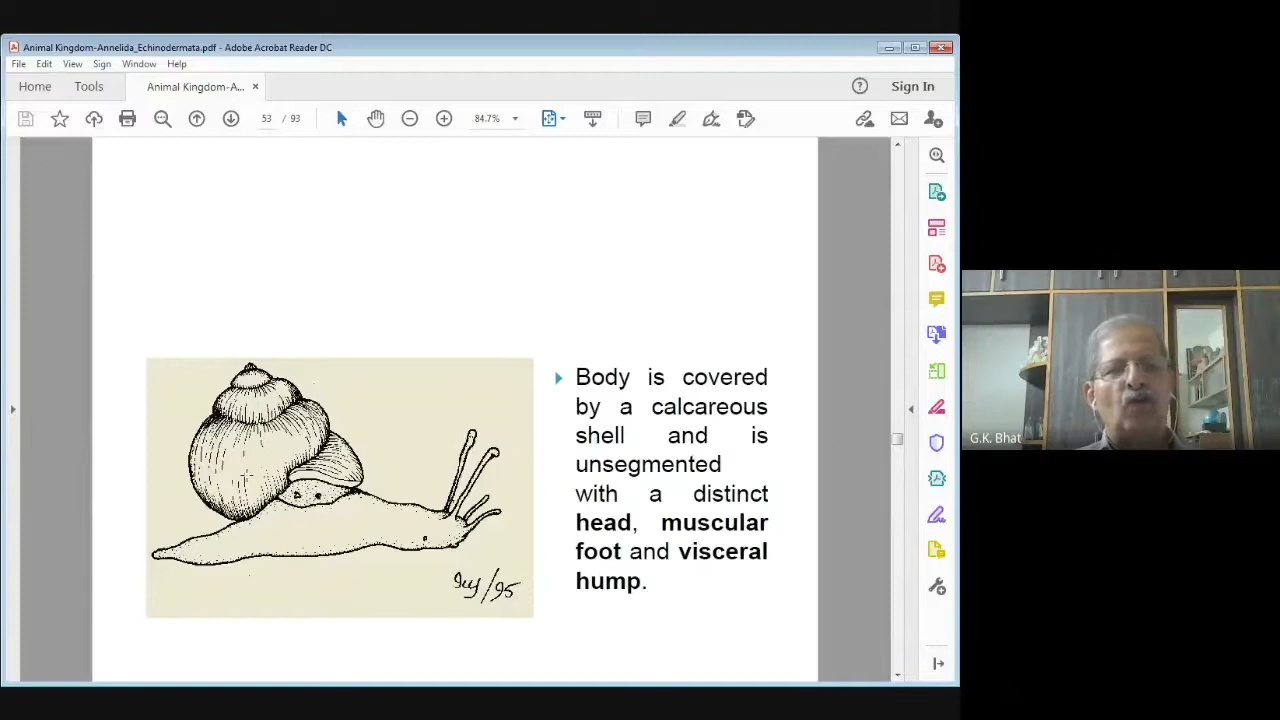 Animal Kingdom-Annelida_Echinodermata.pdf - Adobe Acrobat Reader DC
File Edit View Sign Window Help
Home Tools Animal Kingdom-A... Sign In
53 / 93 84.7%
Body is covered
by a calcareous
shell and is
unsegmented
with a distinct
head, muscular
foot and visceral
hump.
/95
G.K. Bhat